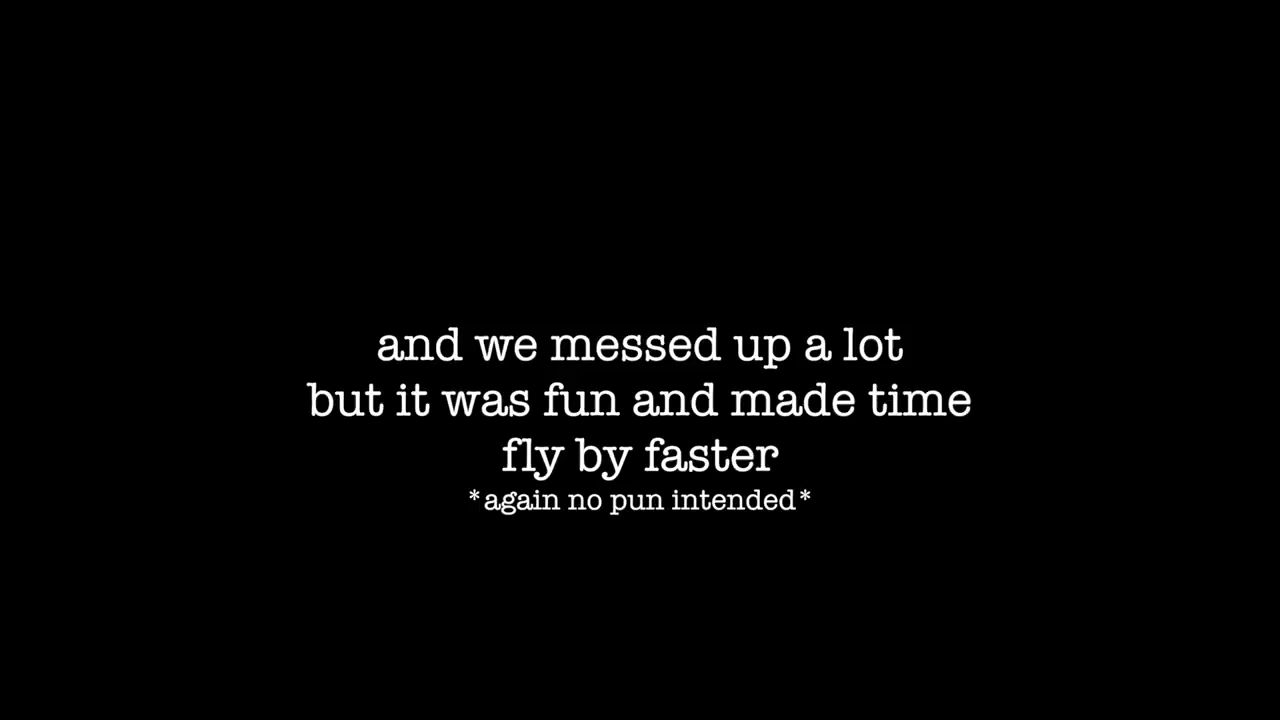 and we messed up a lot
but it was fun and made time
fly by faster
*again no pun intended*